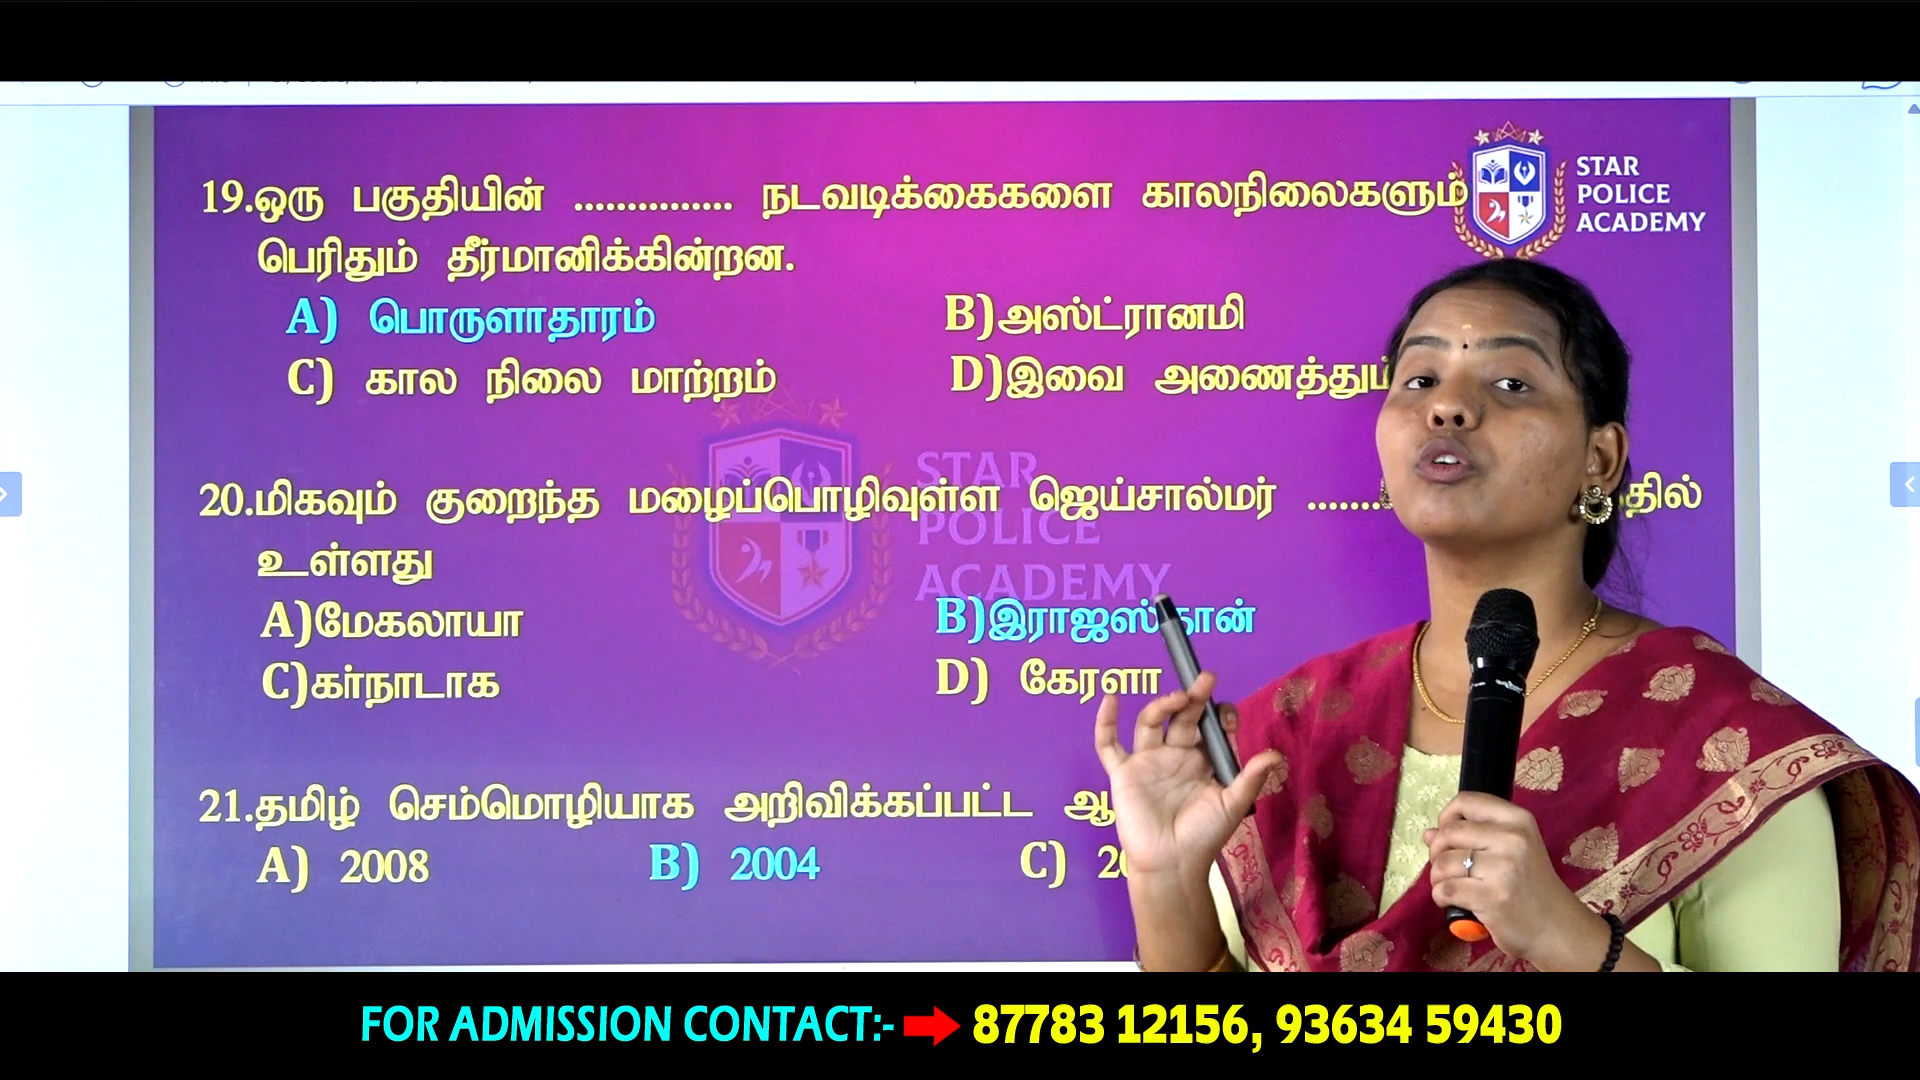 19.ஒரு பகுதியின் ............... நடவடிக்கைகளை காலநிலைகளும்
பெரிதும் தீர்மானிக்கின்றன.
A) பொருளாதாரம் B)அஸ்ட்ரானமி
C) கால நிலை மாற்றம் D)இவை அணைத்தும்
STAR
POLICE
ACADEMY
20.மிகவும் குறைந்த மழைப்பொழிவுள்ள ஜெய்சால்மர் .......
உள்ளது
A)மேகலாயா B)இராஜஸ்தான்
C)கர்நாடாக D) கேரளா
STAR
POLICE
ACADEMY
21.தமிழ் செம்மொழியாக அறிவிக்கப்பட்ட
A) 2008 B) 2004 C)
FOR ADMISSION CONTACT:- 87783 12156, 93634 59430